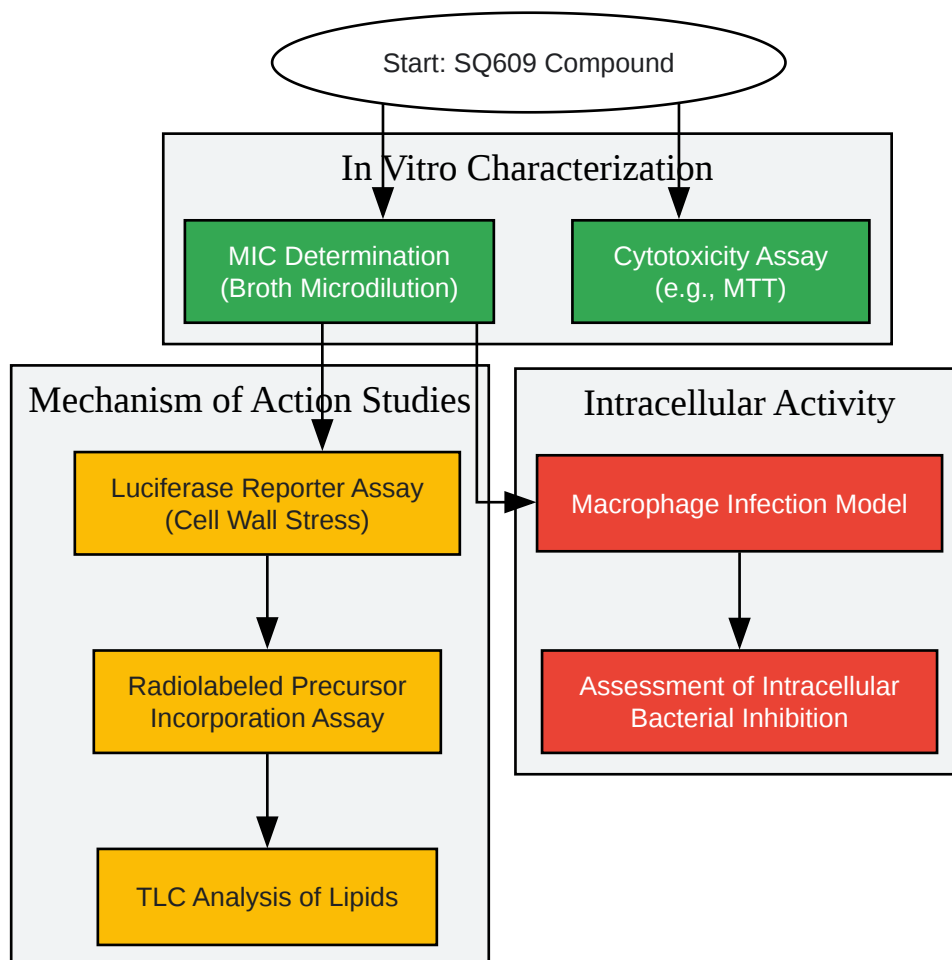 Start: SQ609 Compound
In Vitro Characterization
MIC Determination
(Broth Microdilution)
Cytotoxicity Assay
(e.g., MTT)
Mechanism of Action Studies
Luciferase Reporter Assay
(Cell Wall Stress)
Radiolabeled Precursor
Incorporation Assay
TLC Analysis of Lipids
Intracellular Activity
Macrophage Infection Model
Assessment of Intracellular
Bacterial Inhibition